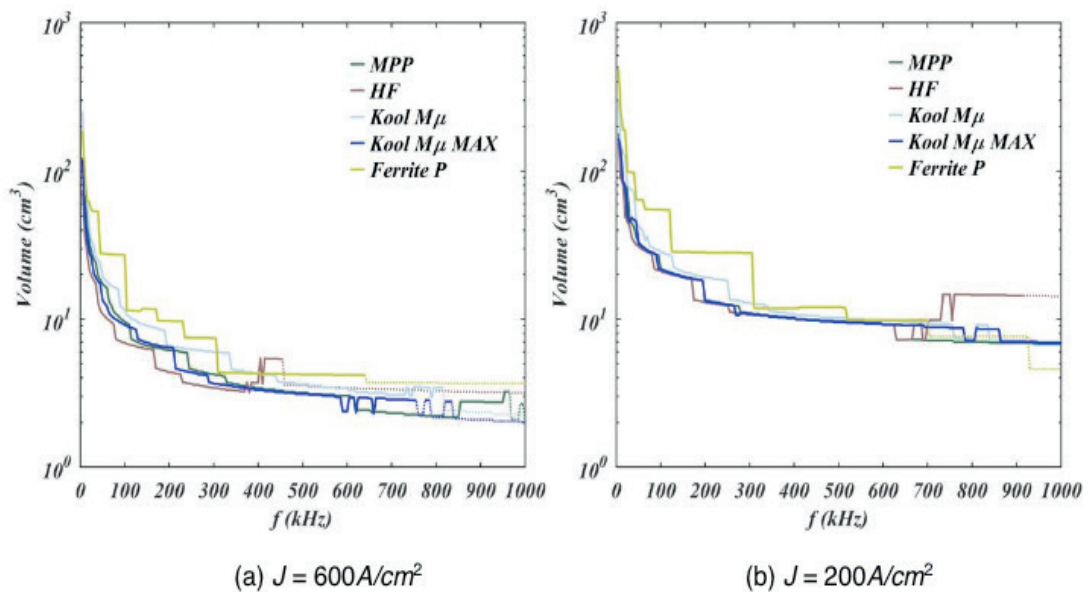 10³
10²
10¹
10⁰
Volume (cm³)
MPP
HF
Kool Mμ
Kool Mμ MAX
Ferrite P
0 100 200 300 400 500 600 700 800 900 1000
f (kHz)
(a) J = 600A/cm²
10³
10²
10¹
10⁰
Volume (cm³)
MPP
HF
Kool Mμ
Kool Mμ MAX
Ferrite P
0 100 200 300 400 500 600 700 800 900 1000
f (kHz)
(b) J = 200A/cm²